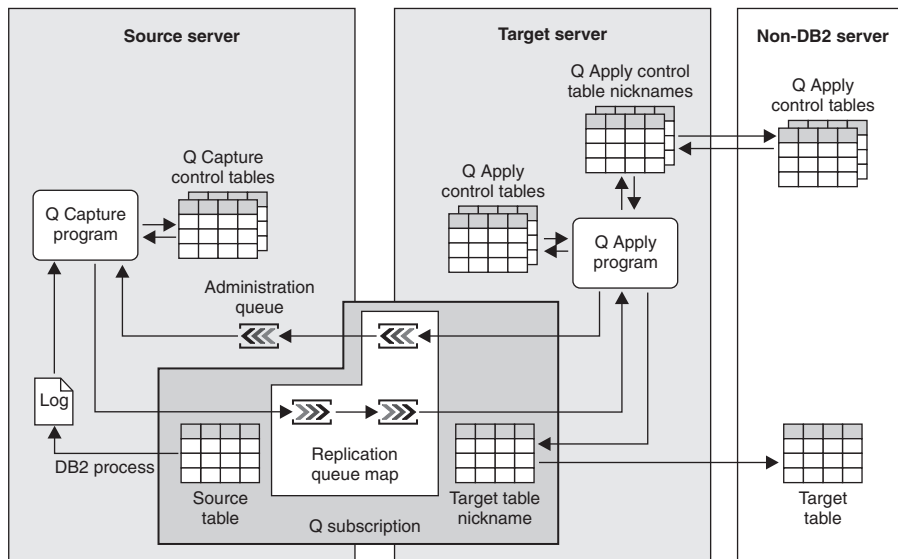 Source server
Target server
Non-DB2 server
Q Apply control
table nicknames
Q Apply
control tables
Q Capture
control tables
Q Apply
control tables
Q Capture
program
Q Apply
program
Administration
queue
Log
DB2 process
Replication
queue map
Source
table
Target table
nickname
Target
table
Q subscription